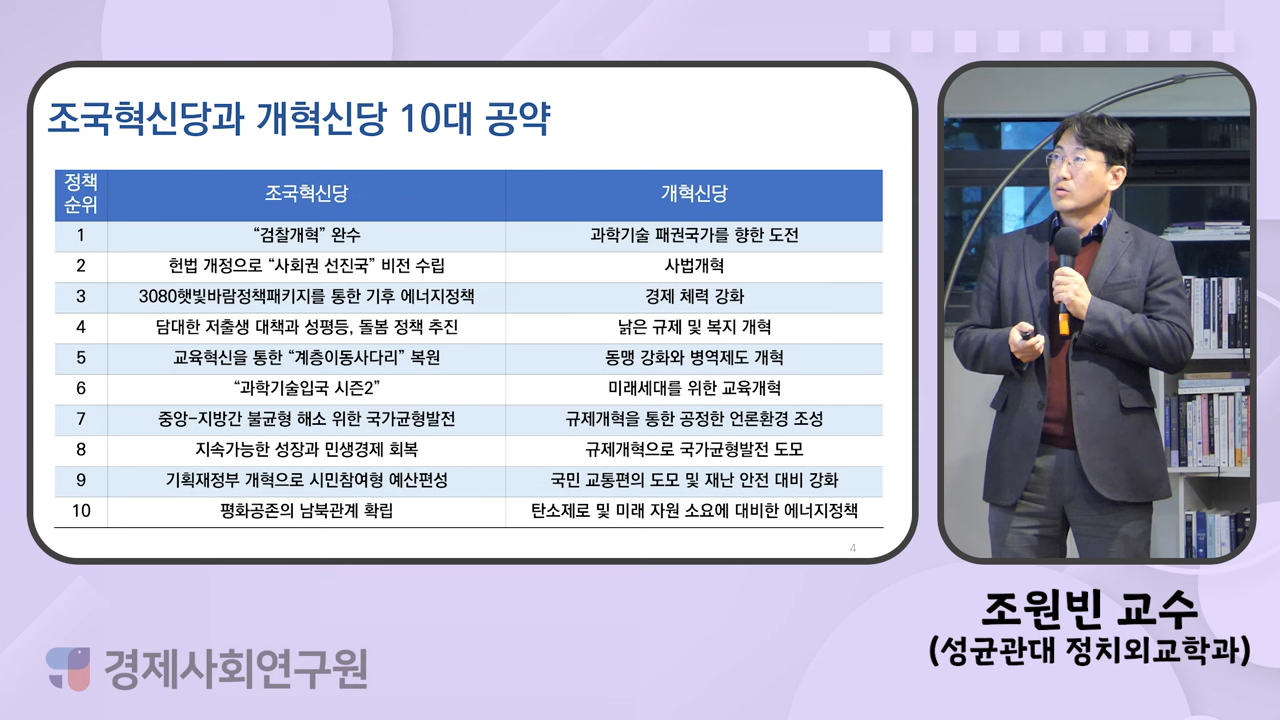 조국혁신당과 개혁신당 10대 공약
정책 순위 조국혁신당 개혁신당
1 “검찰개혁” 완수 과학기술 패권국가를 향한 도전
2 헌법 개정으로 “사회권 선진국” 비전 수립 사법개혁
3 3080햇빛바람정책패키지를 통한 기후 에너지정책 경제 체력 강화
4 담대한 저출생 대책과 성평등, 돌봄 정책 추진 낡은 규제 및 복지 개혁
5 교육혁신을 통한 “계층이동사다리” 복원 동맹 강화와 병역제도 개혁
6 “과학기술입국 시즌2” 미래세대를 위한 교육개혁
7 중앙-지방간 불균형 해소 위한 국가균형발전 규제개혁을 통한 공정한 언론환경 조성
8 지속가능한 성장과 민생경제 회복 규제개혁으로 국가균형발전 도모
9 기획재정부 개혁으로 시민참여형 예산편성 국민 교통편의 도모 및 재난 안전 대비 강화
10 평화공존의 남북관계 확립 탄소제로 및 미래 자원 소요에 대비한 에너지정책
4
조원빈 교수
(성균관대 정치외교학과)
경제사회연구원